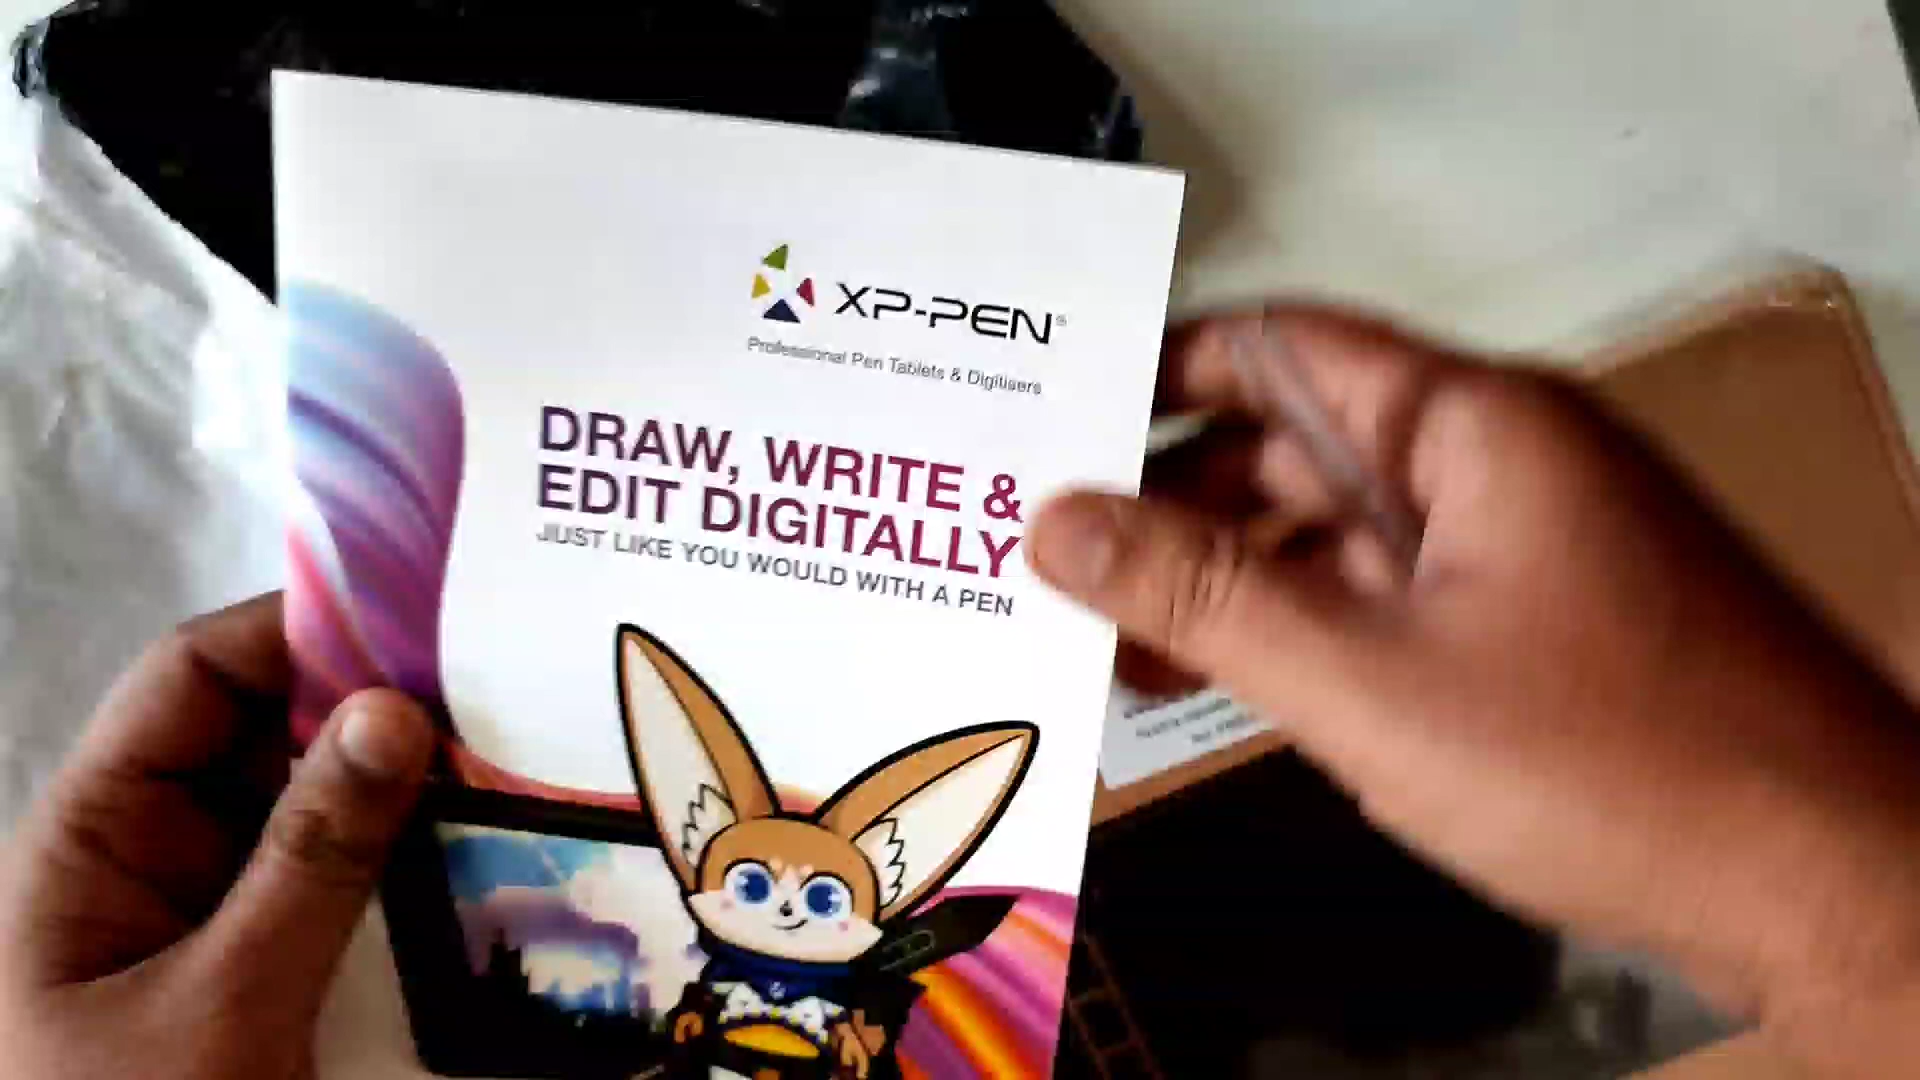 XP-PEN®
Professional Pen Tablets & Digitisers
DRAW, WRITE &
EDIT DIGITALLY
JUST LIKE YOU WOULD WITH A PEN